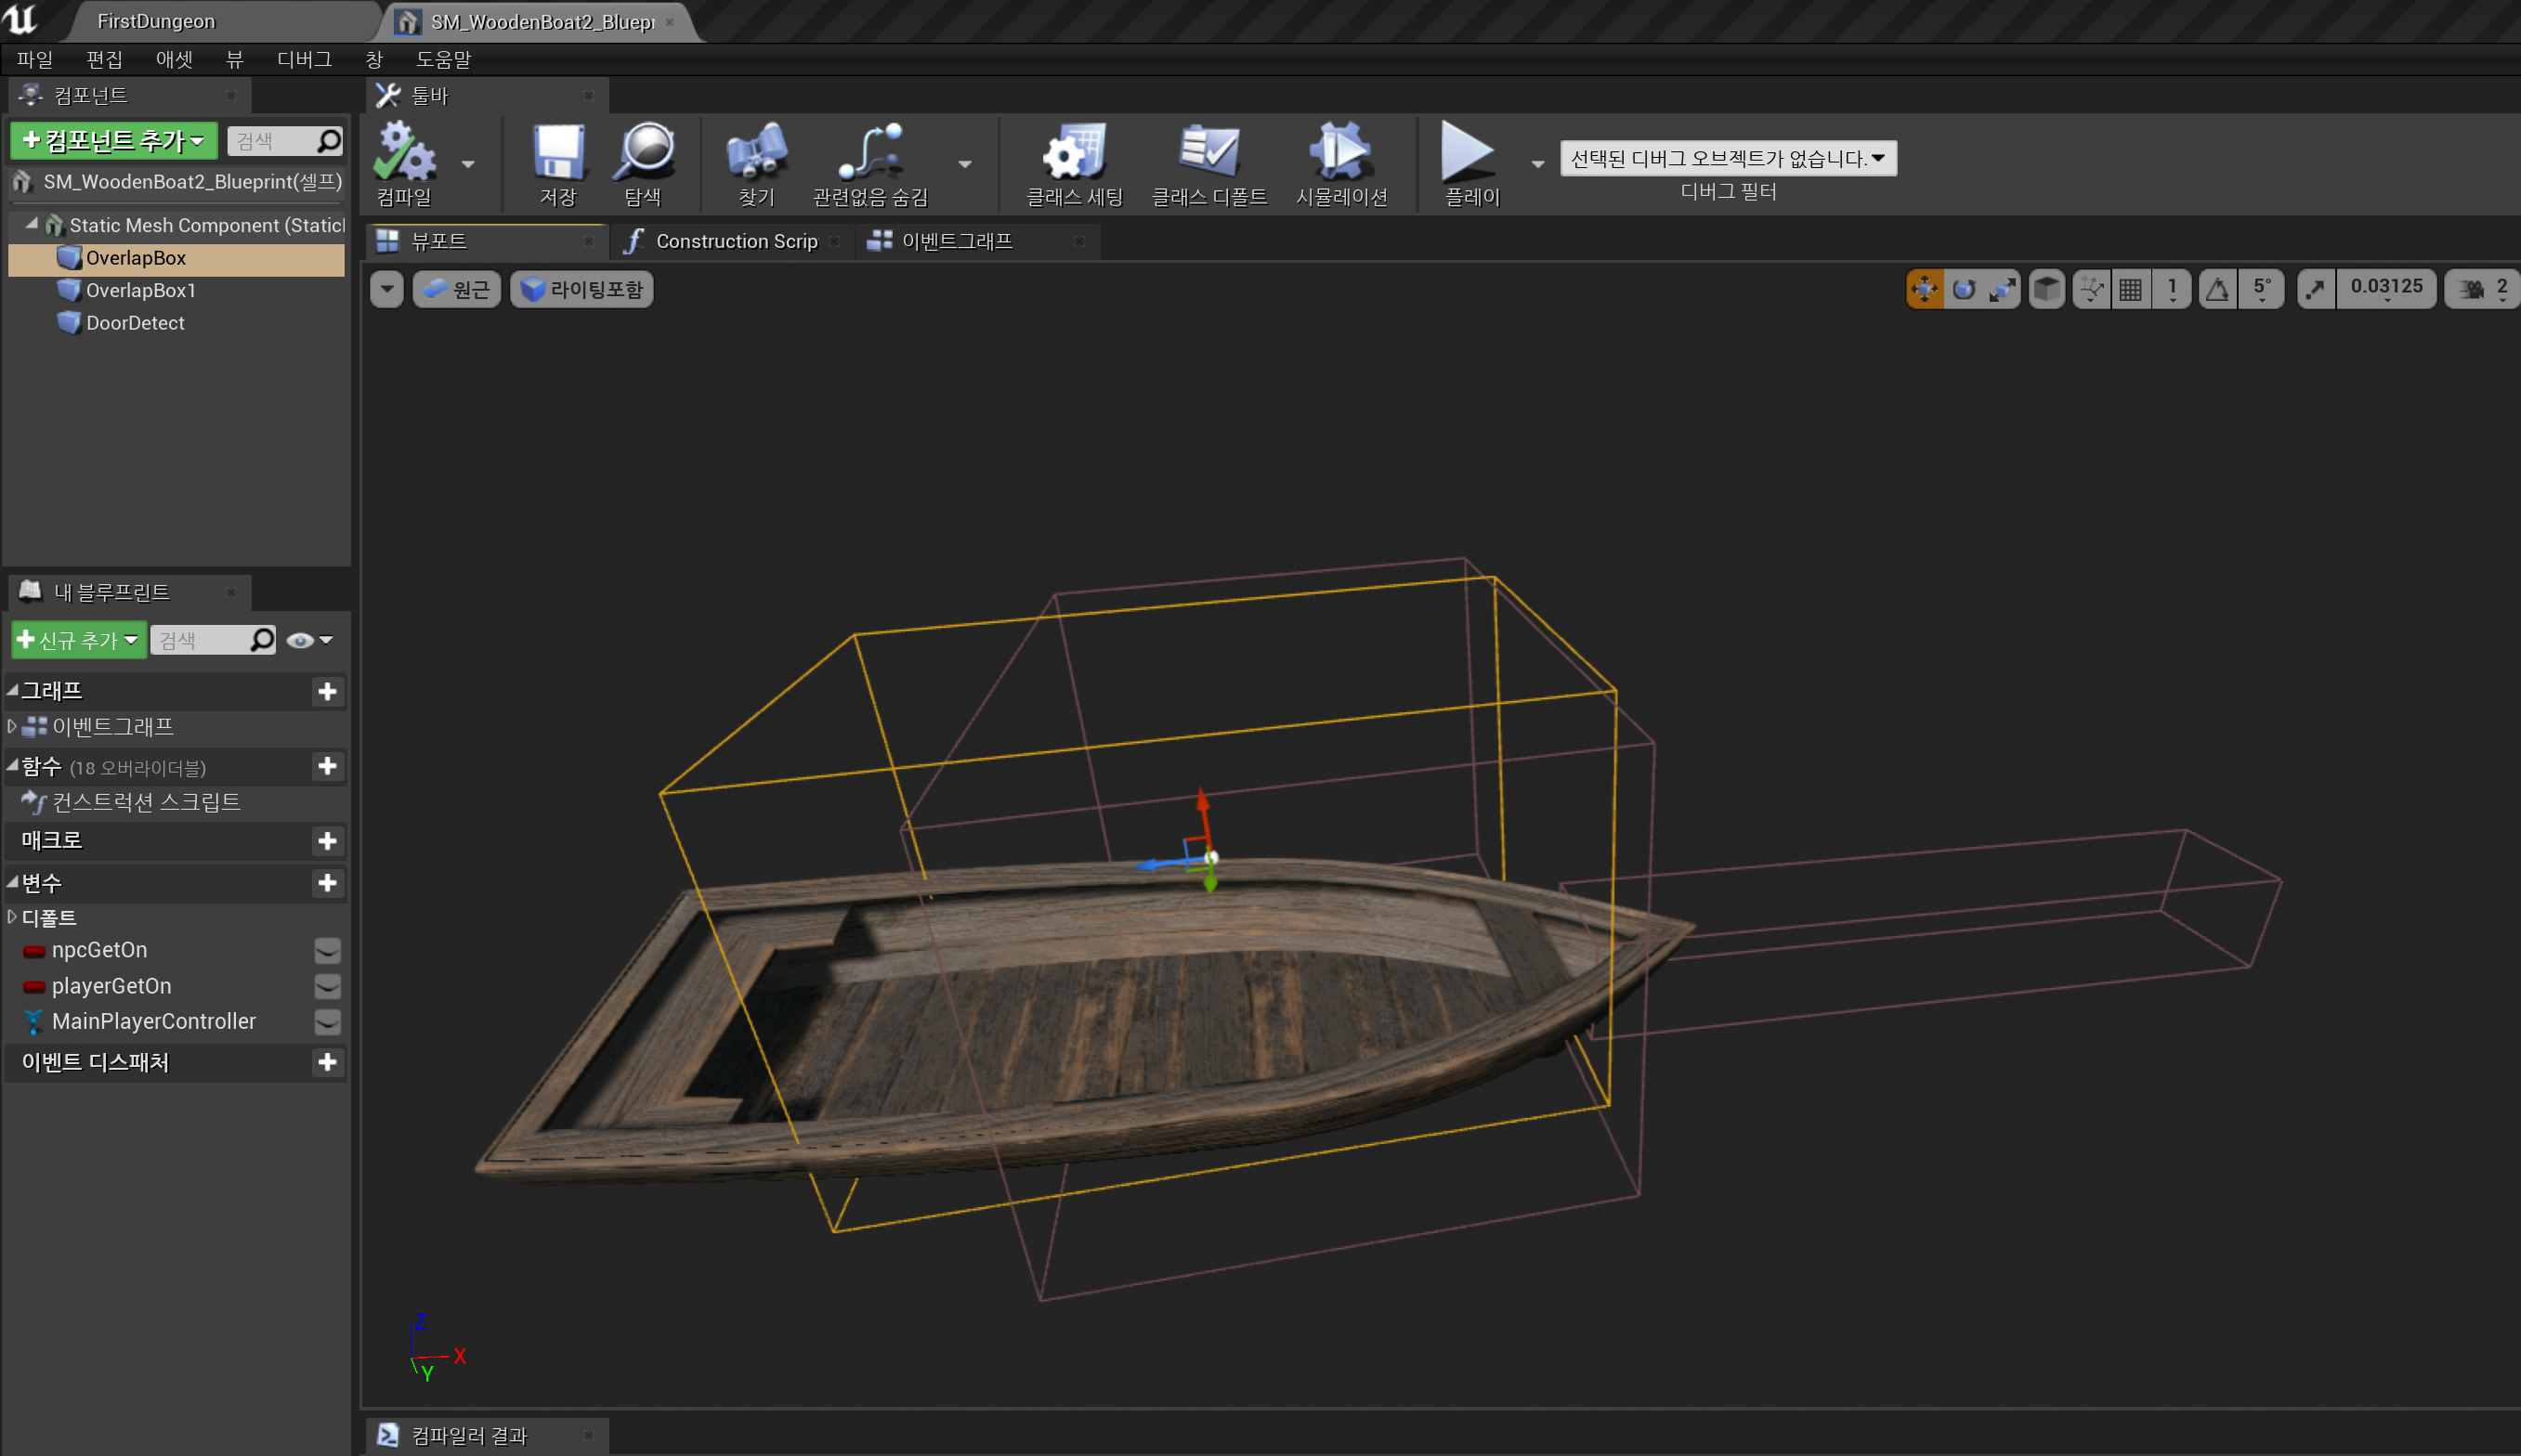 FirstDungeon
SM_WoodenBoat2_Bluepr
파일 편집 애셋 뷰 디버그 창 도움말
컴포넌트
툴바
컴포넌트 추가
검색
SM_WoodenBoat2_Blueprint(셀프)
Static Mesh Component (Static
OverlapBox
OverlapBox1
DoorDetect
컴파일
저장
탐색
찾기
관련없음 숨김
클래스 세팅
클래스 디폴트
시뮬레이션
플레이
선택된 디버그 오브젝트가 없습니다.
디버그 필터
뷰포트
Construction Scrip
이벤트그래프
원근
라이팅포함
1
5°
0.03125
2
내 블루프린트
신규 추가
검색
그래프
이벤트그래프
함수 (18 오버라이더블)
컨스트럭션 스크립트
매크로
변수
디폴트
npcGetOn
playerGetOn
MainPlayerController
이벤트 디스패처
Z
X
Y
컴파일러 결과